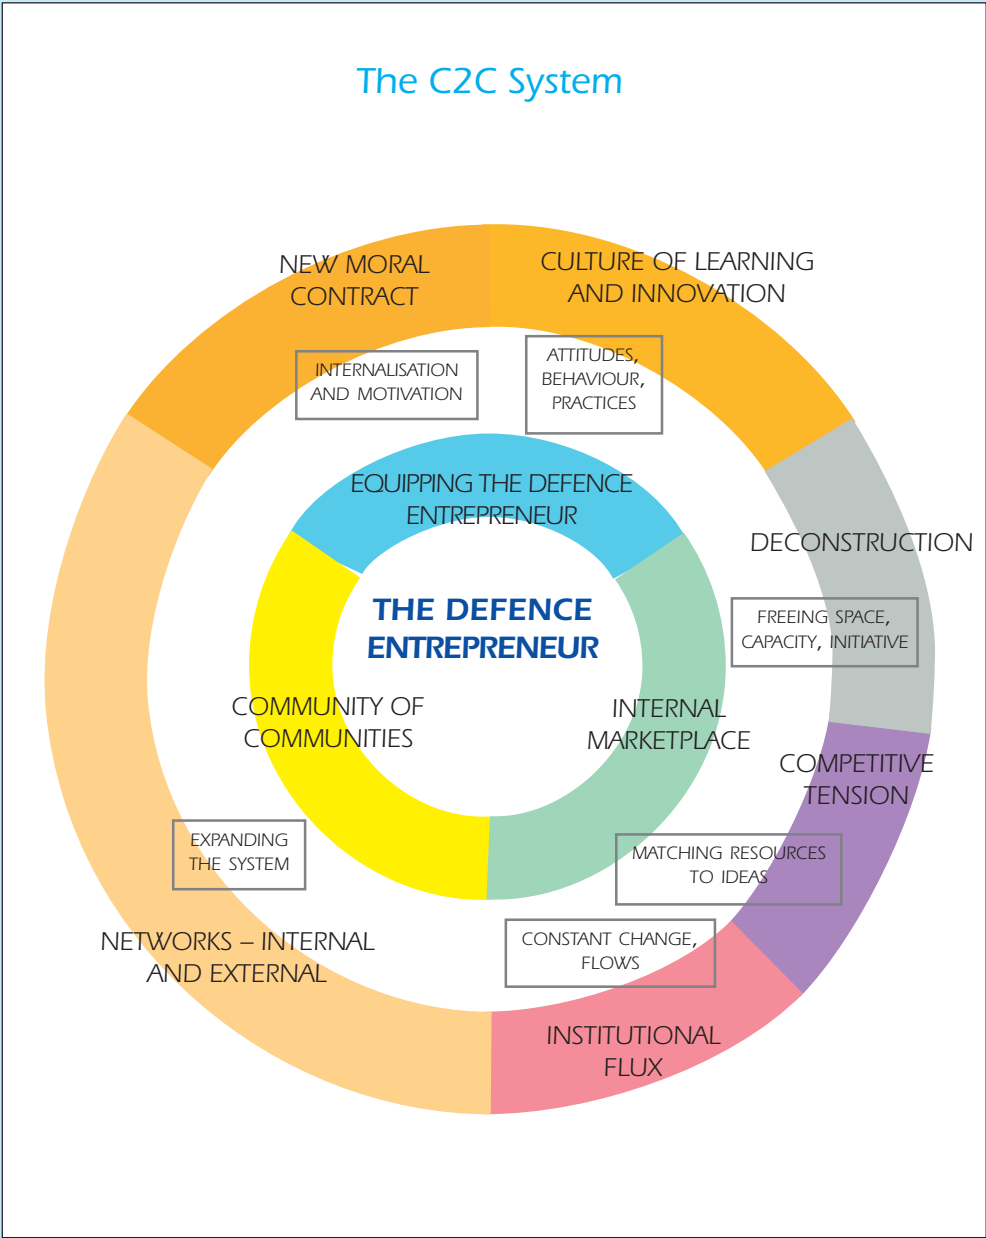 The C2C System
NEW MORAL
CONTRACT
CULTURE OF LEARNING
AND INNOVATION
INTERNALISATION
AND MOTIVATION
ATTITUDES,
BEHAVIOUR,
PRACTICES
EQUIPPING THE DEFENCE
ENTREPRENEUR
DECONSTRUCTION
FREEING SPACE,
CAPACITY, INITIATIVE
THE DEFENCE
ENTREPRENEUR
COMMUNITY OF
COMMUNITIES
INTERNAL
MARKETPLACE
COMPETITIVE
TENSION
EXPANDING
THE SYSTEM
MATCHING RESOURCES
TO IDEAS
NETWORKS – INTERNAL
AND EXTERNAL
CONSTANT CHANGE,
FLOWS
INSTITUTIONAL
FLUX